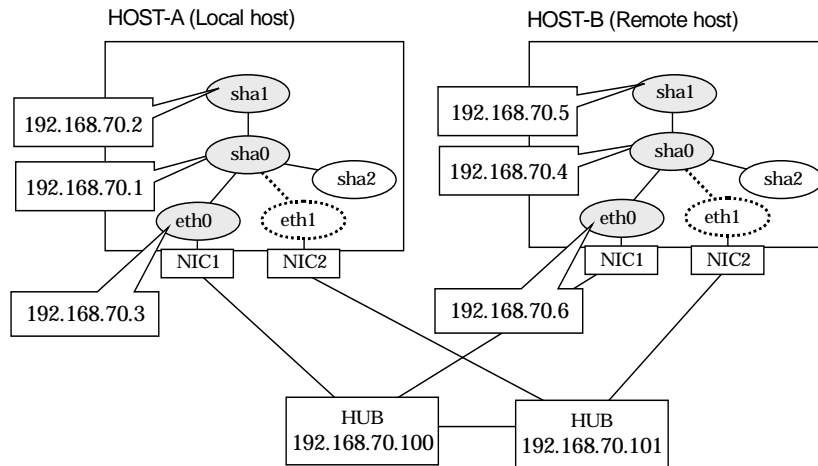 HOST-A (Local host)
HOST-B (Remote host)
sha1
192.168.70.2
sha0
192.168.70.1
sha2
eth0
eth1
NIC1
NIC2
192.168.70.3
sha1
192.168.70.5
sha0
192.168.70.4
sha2
eth0
eth1
NIC1
NIC2
192.168.70.6
HUB
192.168.70.100
HUB
192.168.70.101